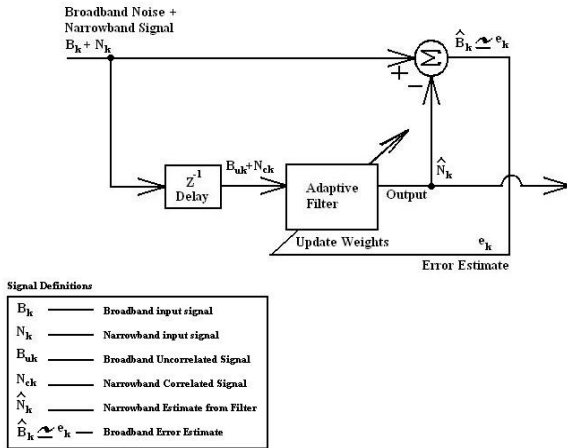 Broadband Noise +
Narrowband Signal
B_k + N_k
Σ
+
−
B̂_k ≃ e_k
Z^-1
Delay
B_uk+N_ck
Adaptive
Filter
Output
N̂_k
Update Weights
e_k
Error Estimate
Signal Definitions
B_k Broadband input signal
N_k Narrowband input signal
B_uk Broadband Uncorrelated Signal
N_ck Narrowband Correlated Signal
N̂_k Narrowband Estimate from Filter
B̂_k ≃ e_k Broadband Error Estimate